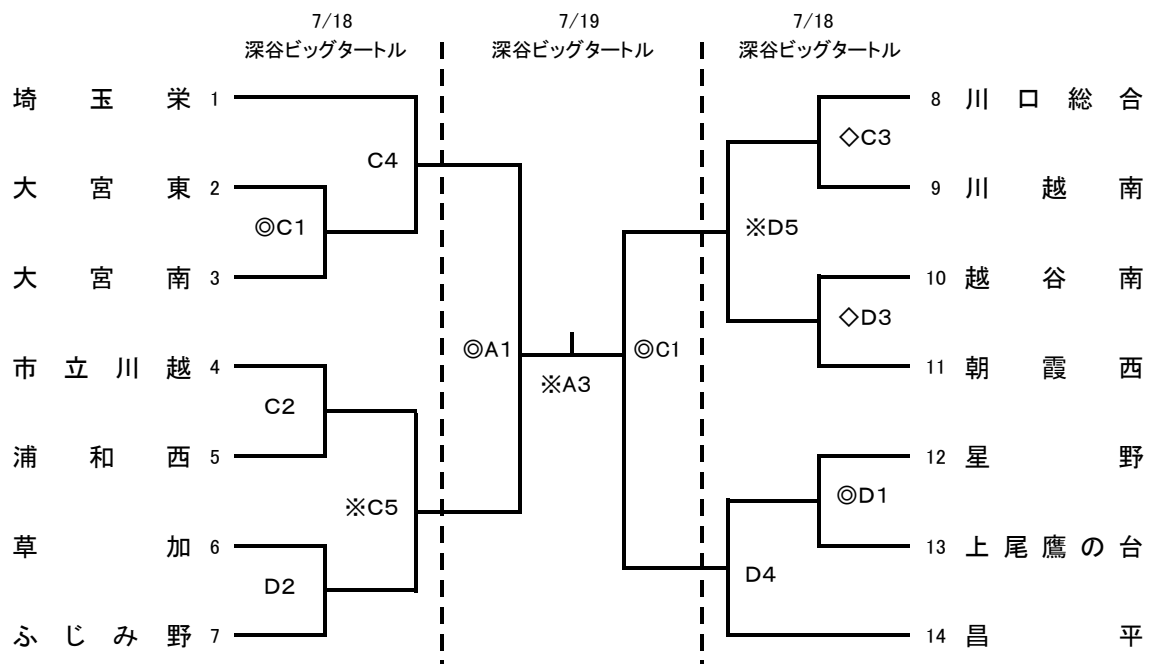 7/18 7/19 7/18
深谷ビッグタートル 深谷ビッグタートル 深谷ビッグタートル
埼玉栄 1 8 川口総合
C4 ◇C3
大宮東 2 9 川越南
◎C1 ※D5
大宮南 3 10 越谷南
◇D3
◎A1 ◎C1
市立川越 4 11 朝霞西
※A3
C2
浦和西 5 12 星野
※C5 ◎D1
草加 6 13 上尾鷹の台
D2 D4
ふじみ野 7 14 昌平